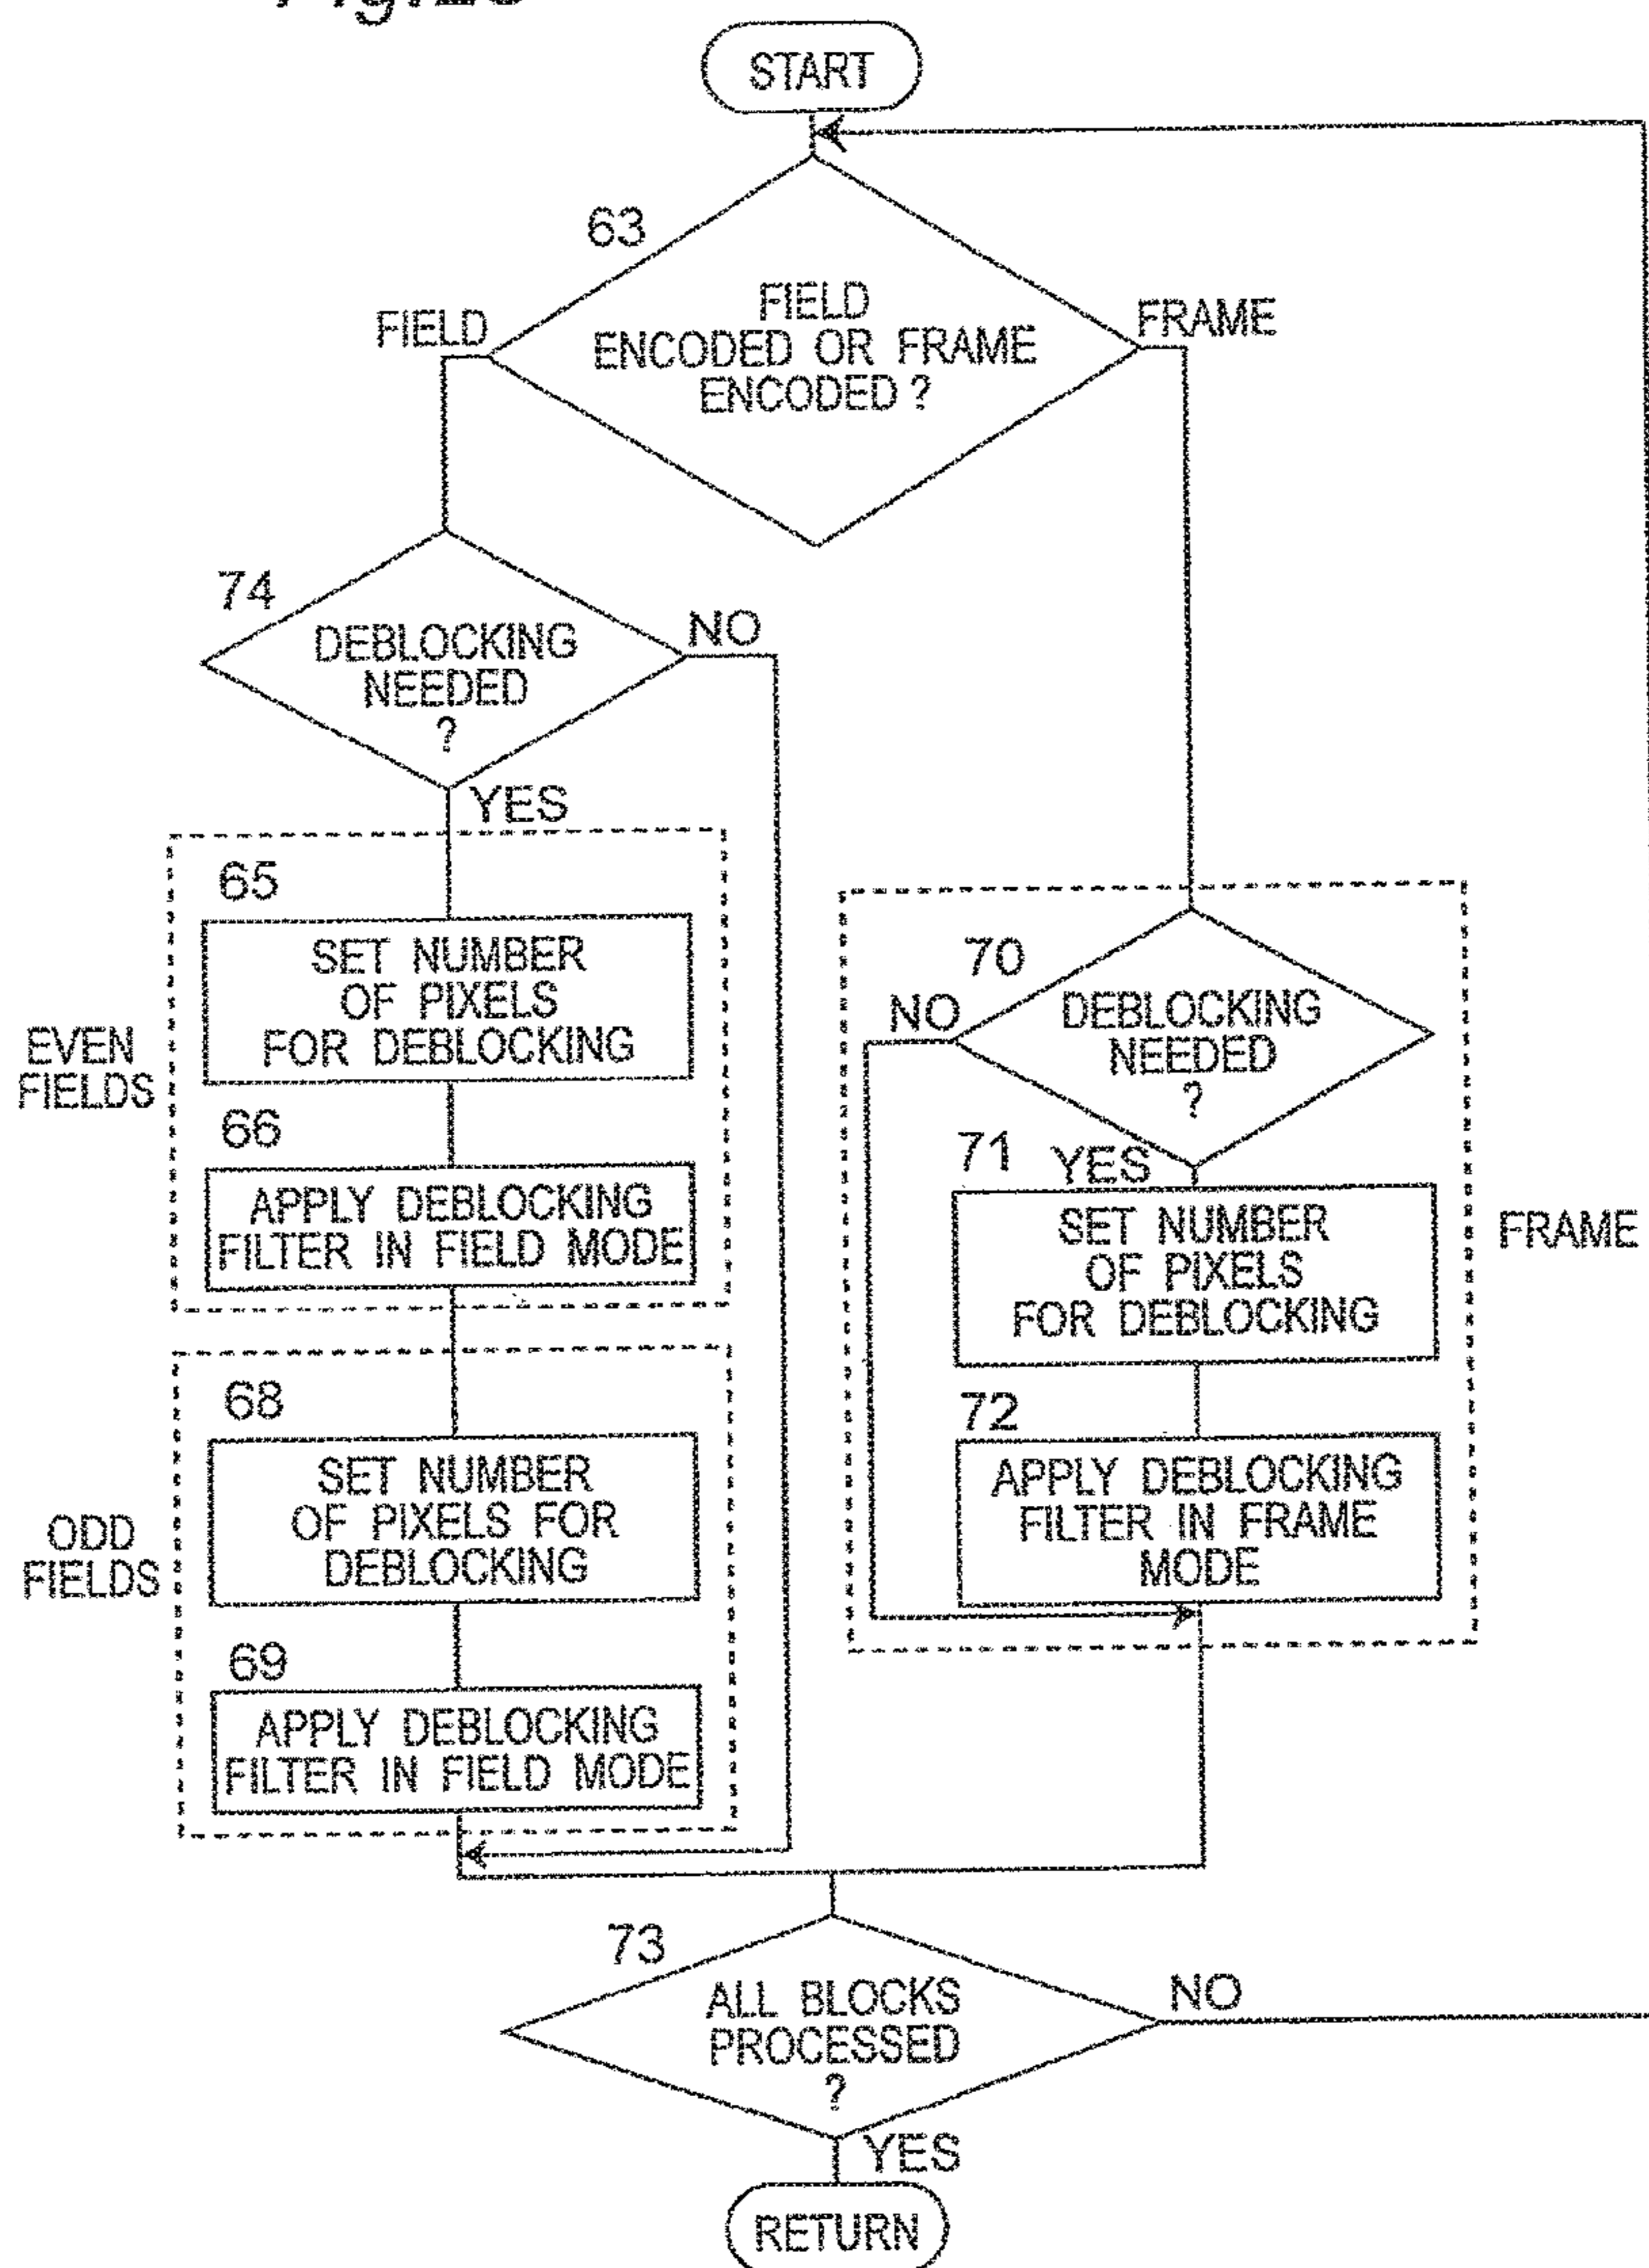 START
63
FIELD
ENCODED OR FRAME
ENCODED ?
FIELD
FRAME
74
DEBLOCKING
NEEDED
?
NO
YES
EVEN
FIELDS
65
SET NUMBER
OF PIXELS
FOR DEBLOCKING
66
APPLY DEBLOCKING
FILTER IN FIELD MODE
ODD
FIELDS
68
SET NUMBER
OF PIXELS FOR
DEBLOCKING
69
APPLY DEBLOCKING
FILTER IN FIELD MODE
70
DEBLOCKING
NEEDED
?
NO
YES
71
SET NUMBER
OF PIXELS
FOR DEBLOCKING
FRAME
72
APPLY DEBLOCKING
FILTER IN FRAME
MODE
73
ALL BLOCKS
PROCESSED
?
NO
YES
RETURN